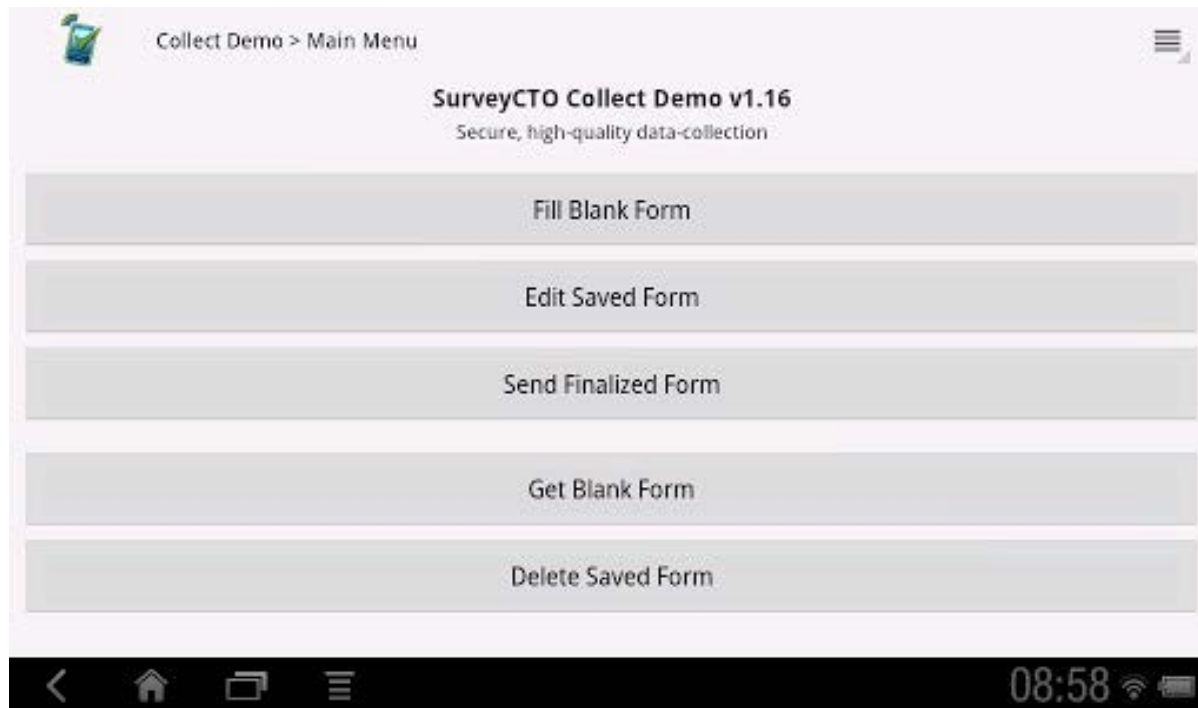 Collect Demo > Main Menu
SurveyCTO Collect Demo v1.16
Secure, high-quality data-collection
Fill Blank Form
Edit Saved Form
Send Finalized Form
Get Blank Form
Delete Saved Form
08:58